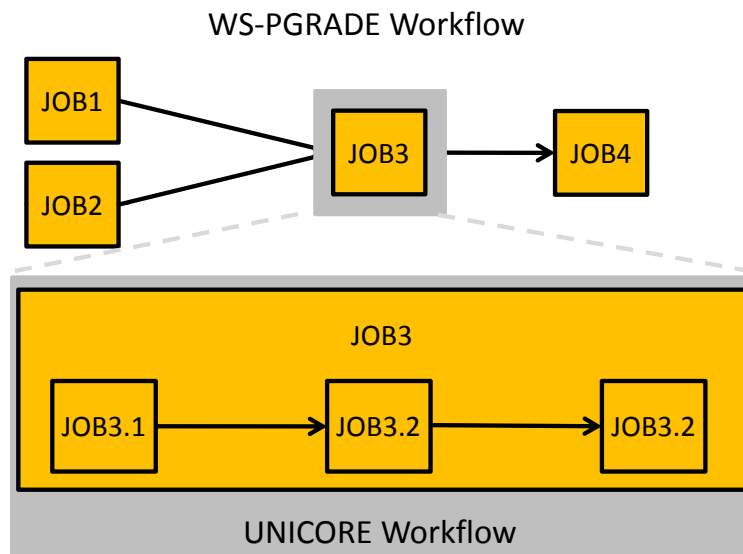 WS-PGRADE Workflow
JOB1
JOB2
JOB3
JOB4
JOB3
JOB3.1
JOB3.2
JOB3.2
UNICORE Workflow